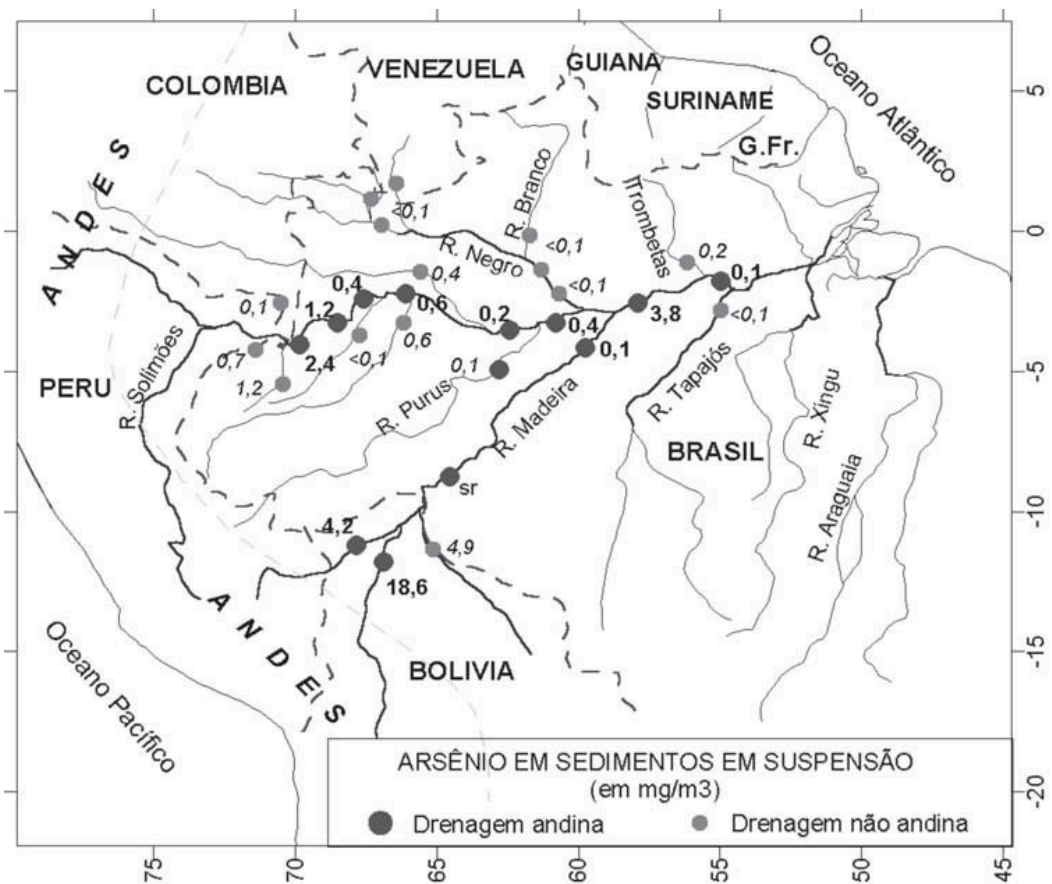 Oceano Atlântico
GUIANA
VENEZUELA
COLOMBIA
SURINAME
G.Fr.
5
ANDES
R. Branco
Trombetas
<0,1
R. Negro
<0,1
0,2
0
0,4
0,4
<0,1
0,1
0,1
1,2
0,6
0,2
0,4
3,8
<0,1
0,7
2,4
<0,1
0,6
0,1
0,1
1,2
PERU
R. Solimões
R. Purus
R. Madeira
R. Tapajós
BRASIL
R. Xingu
R. Araguaia
-5
sr
-10
4,2
4,9
18,6
ANDES
Oceano Pacífico
BOLIVIA
-15
ARSÊNIO EM SEDIMENTOS EM SUSPENSÃO
(em mg/m3)
Drenagem andina
Drenagem não andina
-20
75
70
65
60
55
50
45